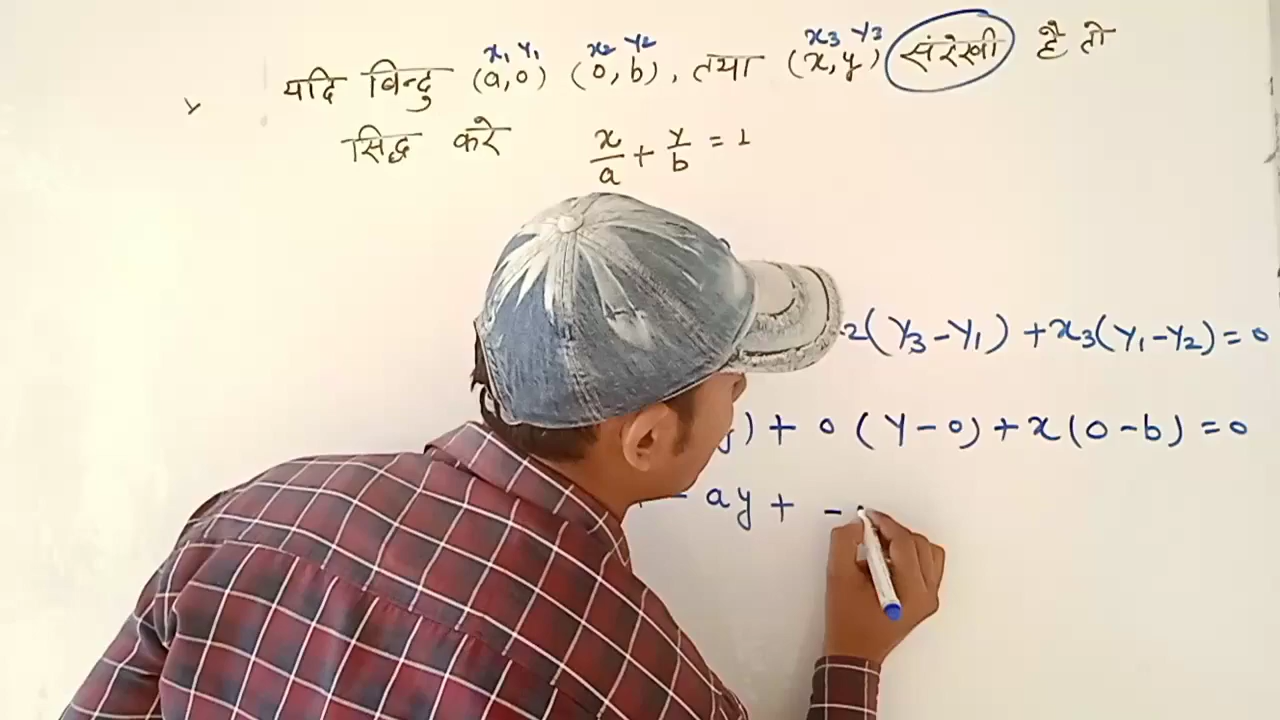 x₁ y₁ x₂ y₂ x₃ y₃
यदि बिन्दु (a,0) (0,b), तथा (x,y) संरेखी है तो
सिद्ध करे x/a + y/b = 1
2(y₃-y₁) + x₃(y₁-y₂) = 0
) + 0 (y-0) + x(0-b) = 0
- ay + -